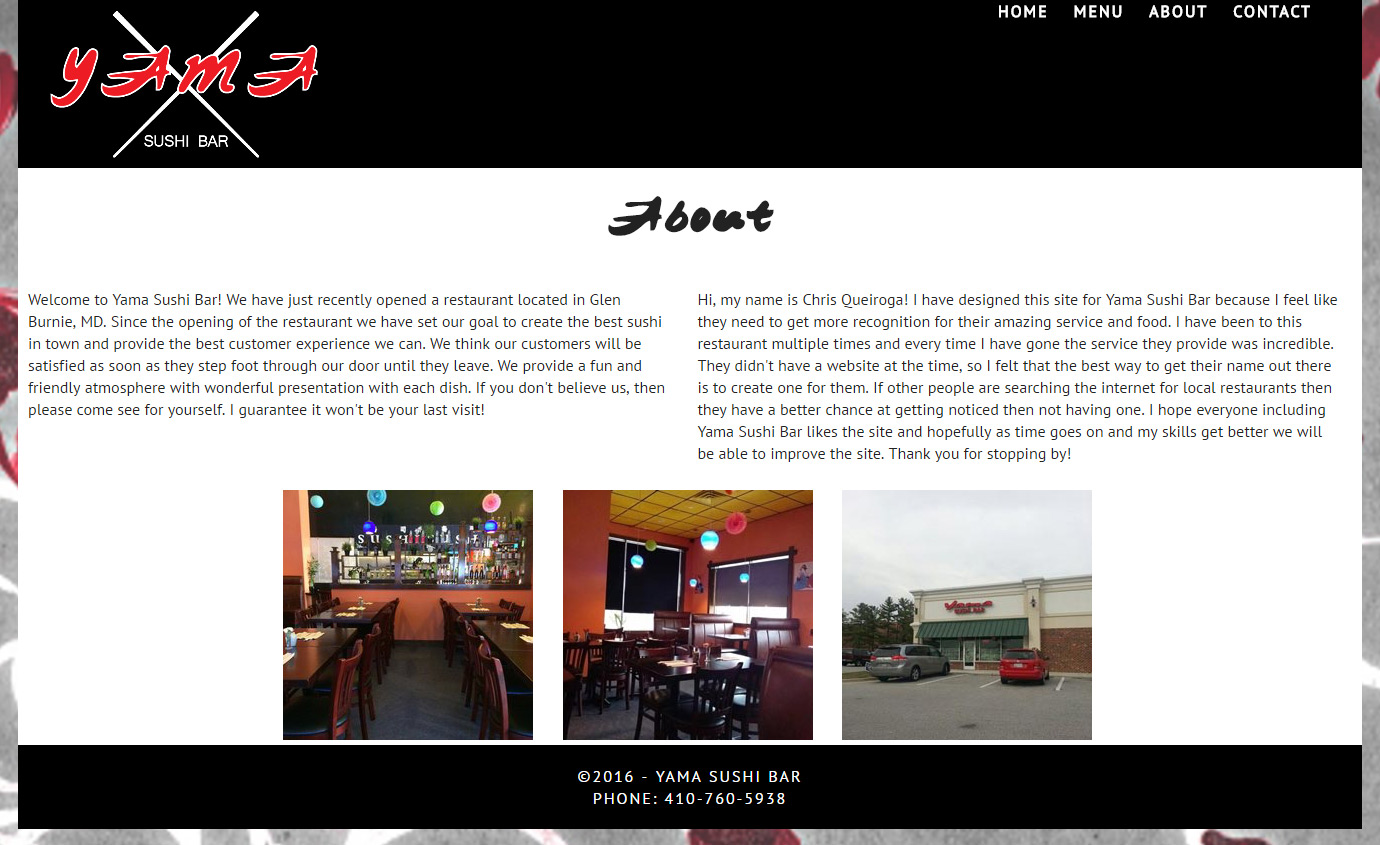 YAMA
SUSHI BAR
HOME MENU ABOUT CONTACT
About
Welcome to Yama Sushi Bar! We have just recently opened a restaurant located in Glen
Burnie, MD. Since the opening of the restaurant we have set our goal to create the best sushi
in town and provide the best customer experience we can. We think our customers will be
satisfied as soon as they step foot through our door until they leave. We provide a fun and
friendly atmosphere with wonderful presentation with each dish. If you don't believe us, then
please come see for yourself. I guarantee it won't be your last visit!
Hi, my name is Chris Queiroga! I have designed this site for Yama Sushi Bar because I feel like
they need to get more recognition for their amazing service and food. I have been to this
restaurant multiple times and every time I have gone the service they provide was incredible.
They didn't have a website at the time, so I felt that the best way to get their name out there
is to create one for them. If other people are searching the internet for local restaurants then
they have a better chance at getting noticed then not having one. I hope everyone including
Yama Sushi Bar likes the site and hopefully as time goes on and my skills get better we will
be able to improve the site. Thank you for stopping by!
Yama
©2016 - YAMA SUSHI BAR
PHONE: 410-760-5938